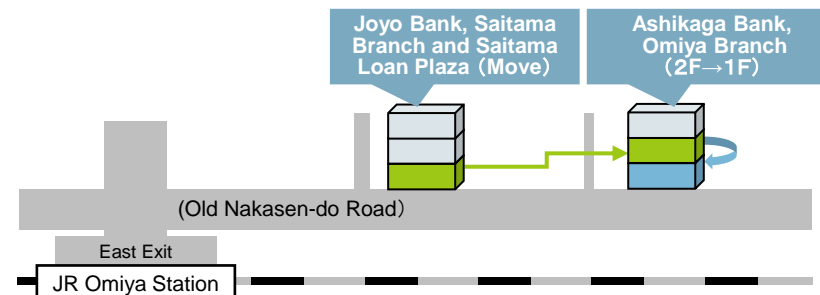 Joyo Bank, Saitama
Branch and Saitama
Loan Plaza (Move)
Ashikaga Bank,
Omiya Branch
(2F→1F)
(Old Nakasen-do Road)
East Exit
JR Omiya Station